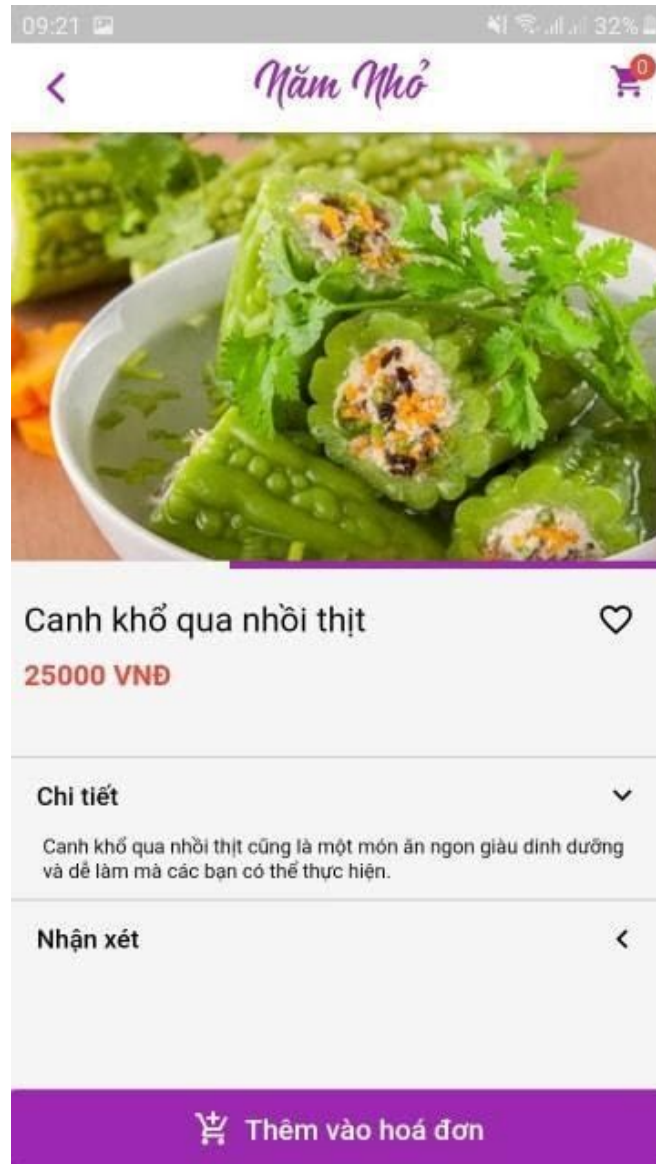 09:21 32%
Năm Nhỏ
0
Canh khổ qua nhồi thịt
25000 VNĐ
Chi tiết
Canh khổ qua nhồi thịt cũng là một món ăn ngon giàu dinh dưỡng
và dễ làm mà các bạn có thể thực hiện.
Nhận xét
Thêm vào hoá đơn